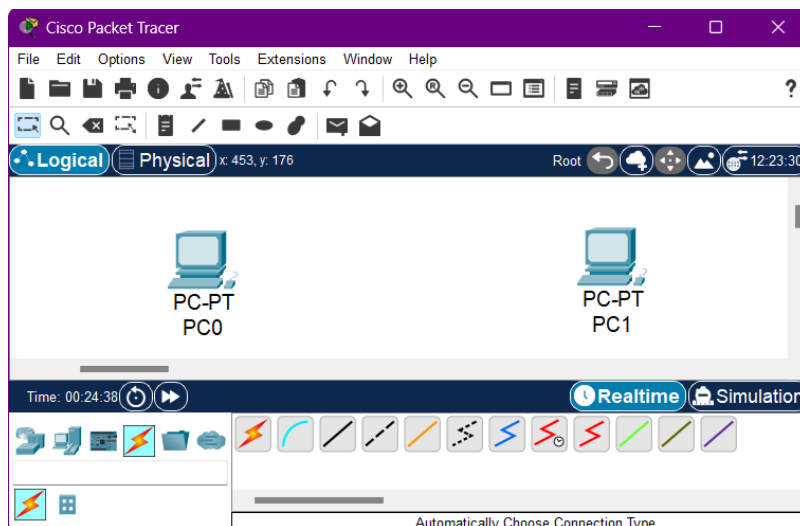 Cisco Packet Tracer
File Edit Options View Tools Extensions Window Help
?
Logical Physical x: 453, y: 176 Root 12:23:30
PC-PT
PC0
PC-PT
PC1
Time: 00:24:38 Realtime Simulation
Automatically Choose Connection Type